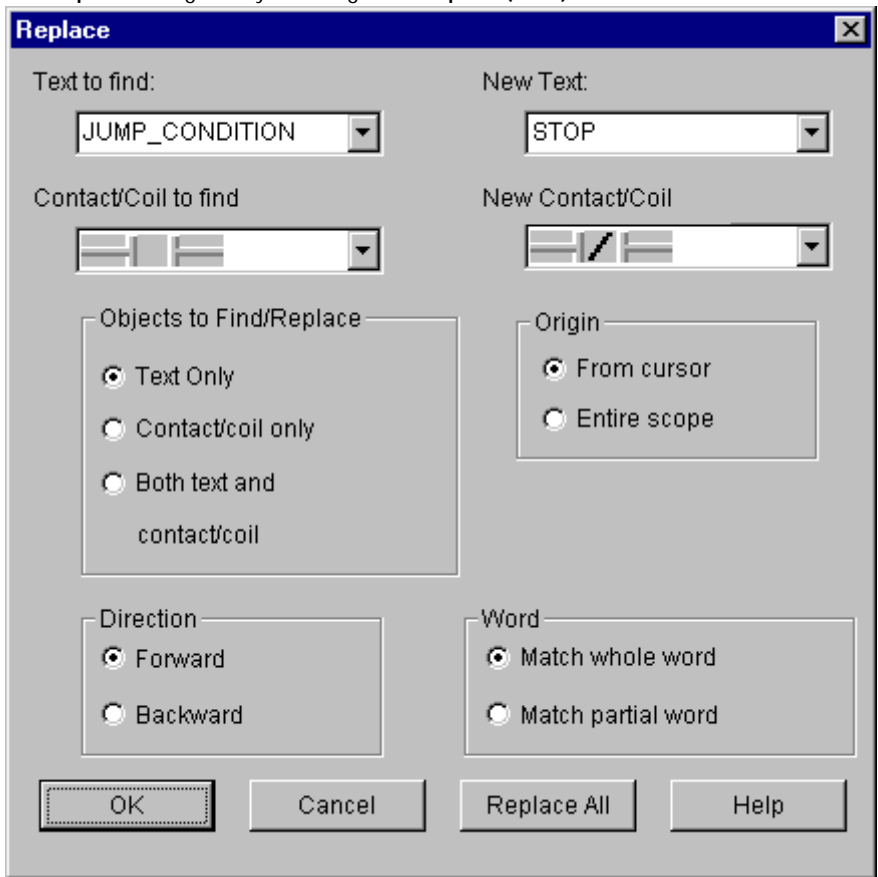 Replace
Text to find:
New Text:
JUMP_CONDITION
STOP
Contact/Coil to find
New Contact/Coil
Objects to Find/Replace
Text Only
Contact/coil only
Both text and
contact/coil
Origin
From cursor
Entire scope
Direction
Forward
Backward
Word
Match whole word
Match partial word
OK
Cancel
Replace All
Help